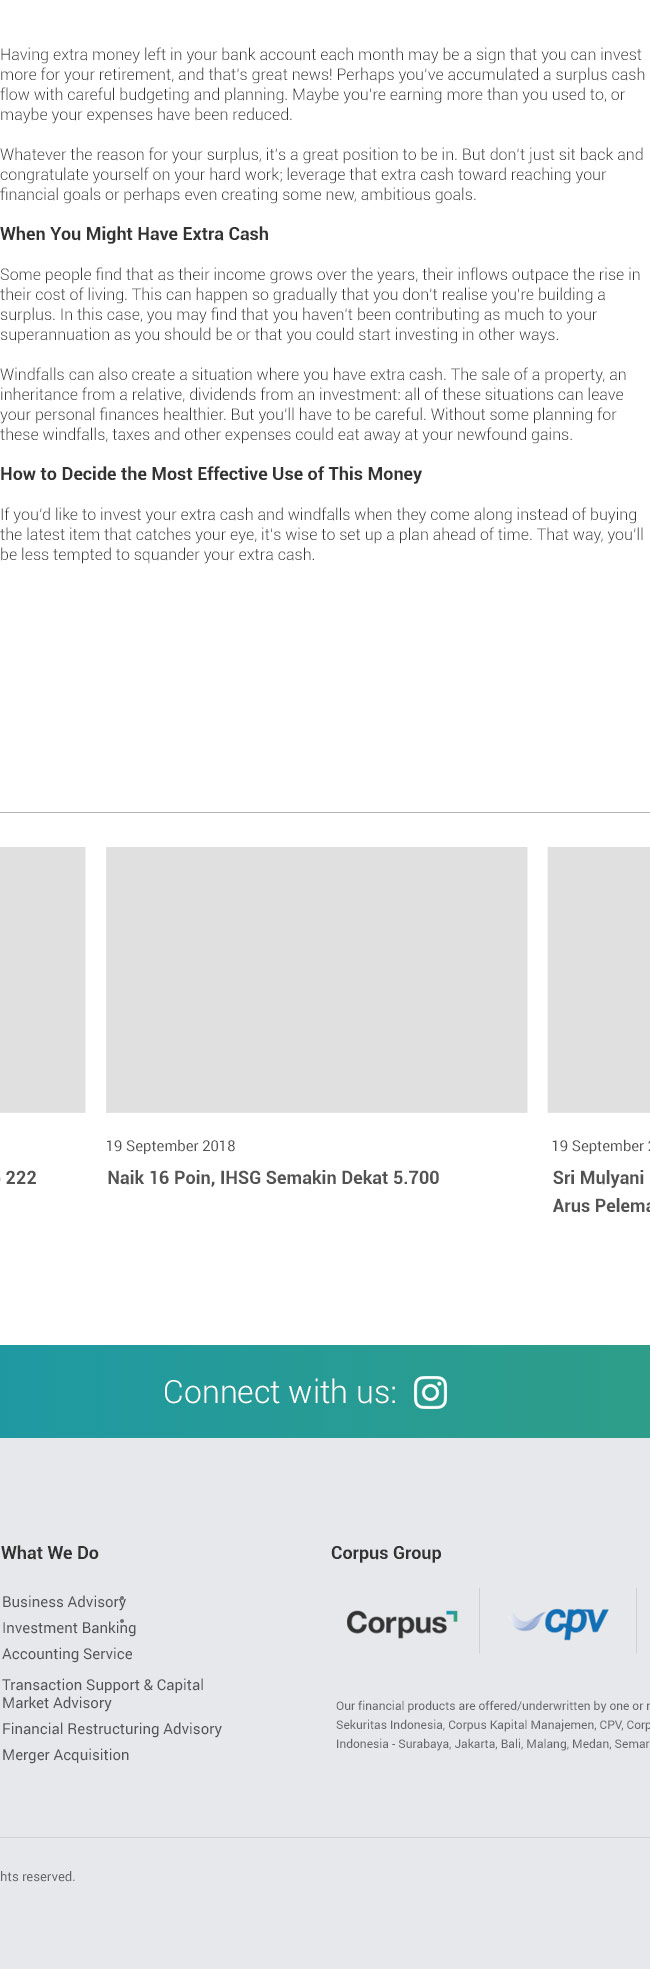 Having extra money left in your bank account each month may be a sign that you can invest
more for your retirement, and that's great news! Perhaps you've accumulated a surplus cash
flow with careful budgeting and planning. Maybe you're earning more than you used to, or
maybe your expenses have been reduced.
Whatever the reason for your surplus, it's a great position to be in. But don't just sit back and
congratulate yourself on your hard work; leverage that extra cash toward reaching your
financial goals or perhaps even creating some new, ambitious goals.
When You Might Have Extra Cash
Some people find that as their income grows over the years, their inflows outpace the rise in
their cost of living. This can happen so gradually that you don't realise you're building a
surplus. In this case, you may find that you haven't been contributing as much to your
superannuation as you should be or that you could start investing in other ways.
Windfalls can also create a situation where you have extra cash. The sale of a property, an
inheritance from a relative, dividends from an investment: all of these situations can leave
your personal finances healthier. But you'll have to be careful. Without some planning for
these windfalls, taxes and other expenses could eat away at your newfound gains.
How to Decide the Most Effective Use of This Money
If you'd like to invest your extra cash and windfalls when they come along instead of buying
the latest item that catches your eye, it's wise to set up a plan ahead of time. That way, you'll
be less tempted to squander your extra cash.
222
19 September 2018
Naik 16 Poin, IHSG Semakin Dekat 5.700
19 September
Sri Mulyani
Arus Pelema
Connect with us:
What We Do
Business Advisory
Investment Banking
Accounting Service
Transaction Support & Capital
Market Advisory
Financial Restructuring Advisory
Merger Acquisition
Corpus Group
Corpus
cpv
Our financial products are offered/underwritten by one or
Sekuritas Indonesia, Corpus Kapital Manajemen, CPV, Corp
Indonesia - Surabaya, Jakarta, Bali, Malang, Medan, Semar
hts reserved.